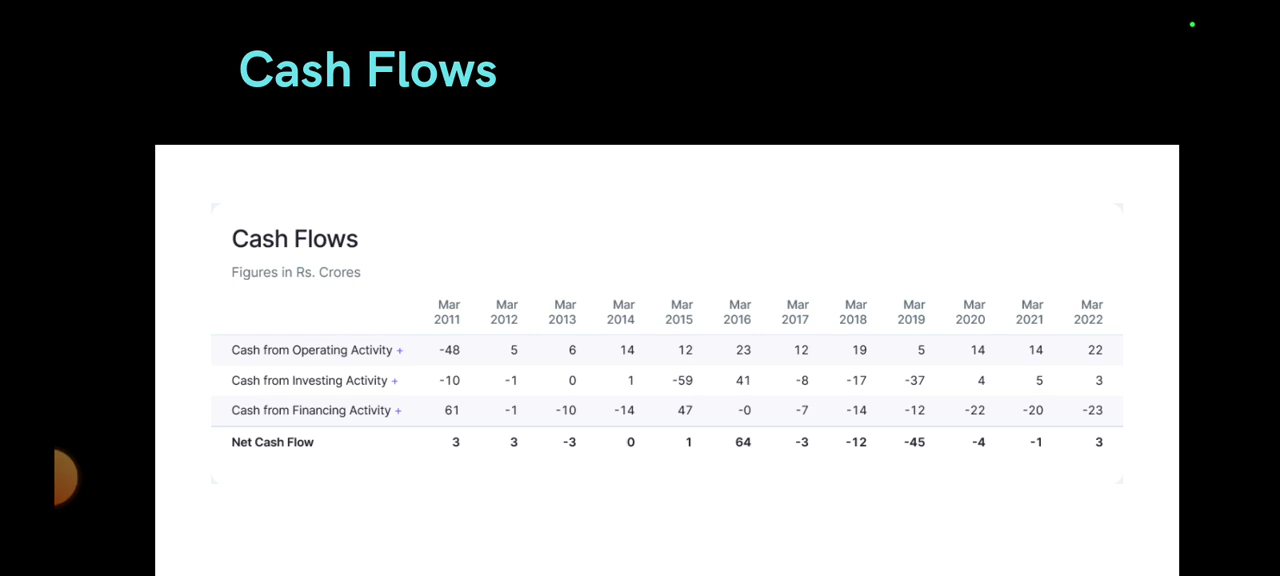 Cash Flows
Cash Flows
Figures in Rs. Crores
Mar 2011 Mar 2012 Mar 2013 Mar 2014 Mar 2015 Mar 2016 Mar 2017 Mar 2018 Mar 2019 Mar 2020 Mar 2021 Mar 2022
Cash from Operating Activity + -48 5 6 14 12 23 12 19 5 14 14 22
Cash from Investing Activity + -10 -1 0 1 -59 41 -8 -17 -37 4 5 3
Cash from Financing Activity + 61 -1 -10 -14 47 -0 -7 -14 -12 -22 -20 -23
Net Cash Flow 3 3 -3 0 1 64 -3 -12 -45 -4 -1 3